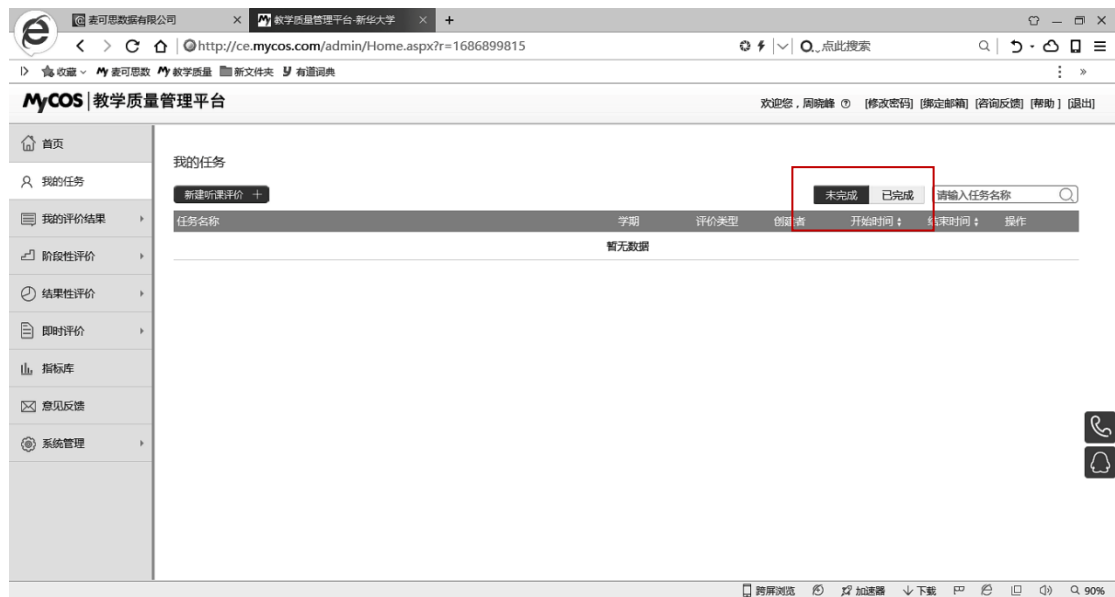 麦可思数据有限公司 × 教学质量管理平台-新华大学 × +
http://ce.mycos.com/admin/Home.aspx?r=1686899815 点此搜索
收藏 麦可思数 教学质量 新文件夹 有道词典 »
MyCOS 教学质量管理平台 欢迎您，周晓峰 [修改密码] [绑定邮箱] [咨询反馈] [帮助] [退出]
首页
我的任务
我的评价结果
阶段性评价
结果性评价
即时评价
指标库
意见反馈
系统管理
我的任务
新建听课评价 + 未完成 已完成 请输入任务名称
任务名称 学期 评价类型 创建者 开始时间 结束时间 操作
暂无数据
跨屏浏览 加速器 下载 90%